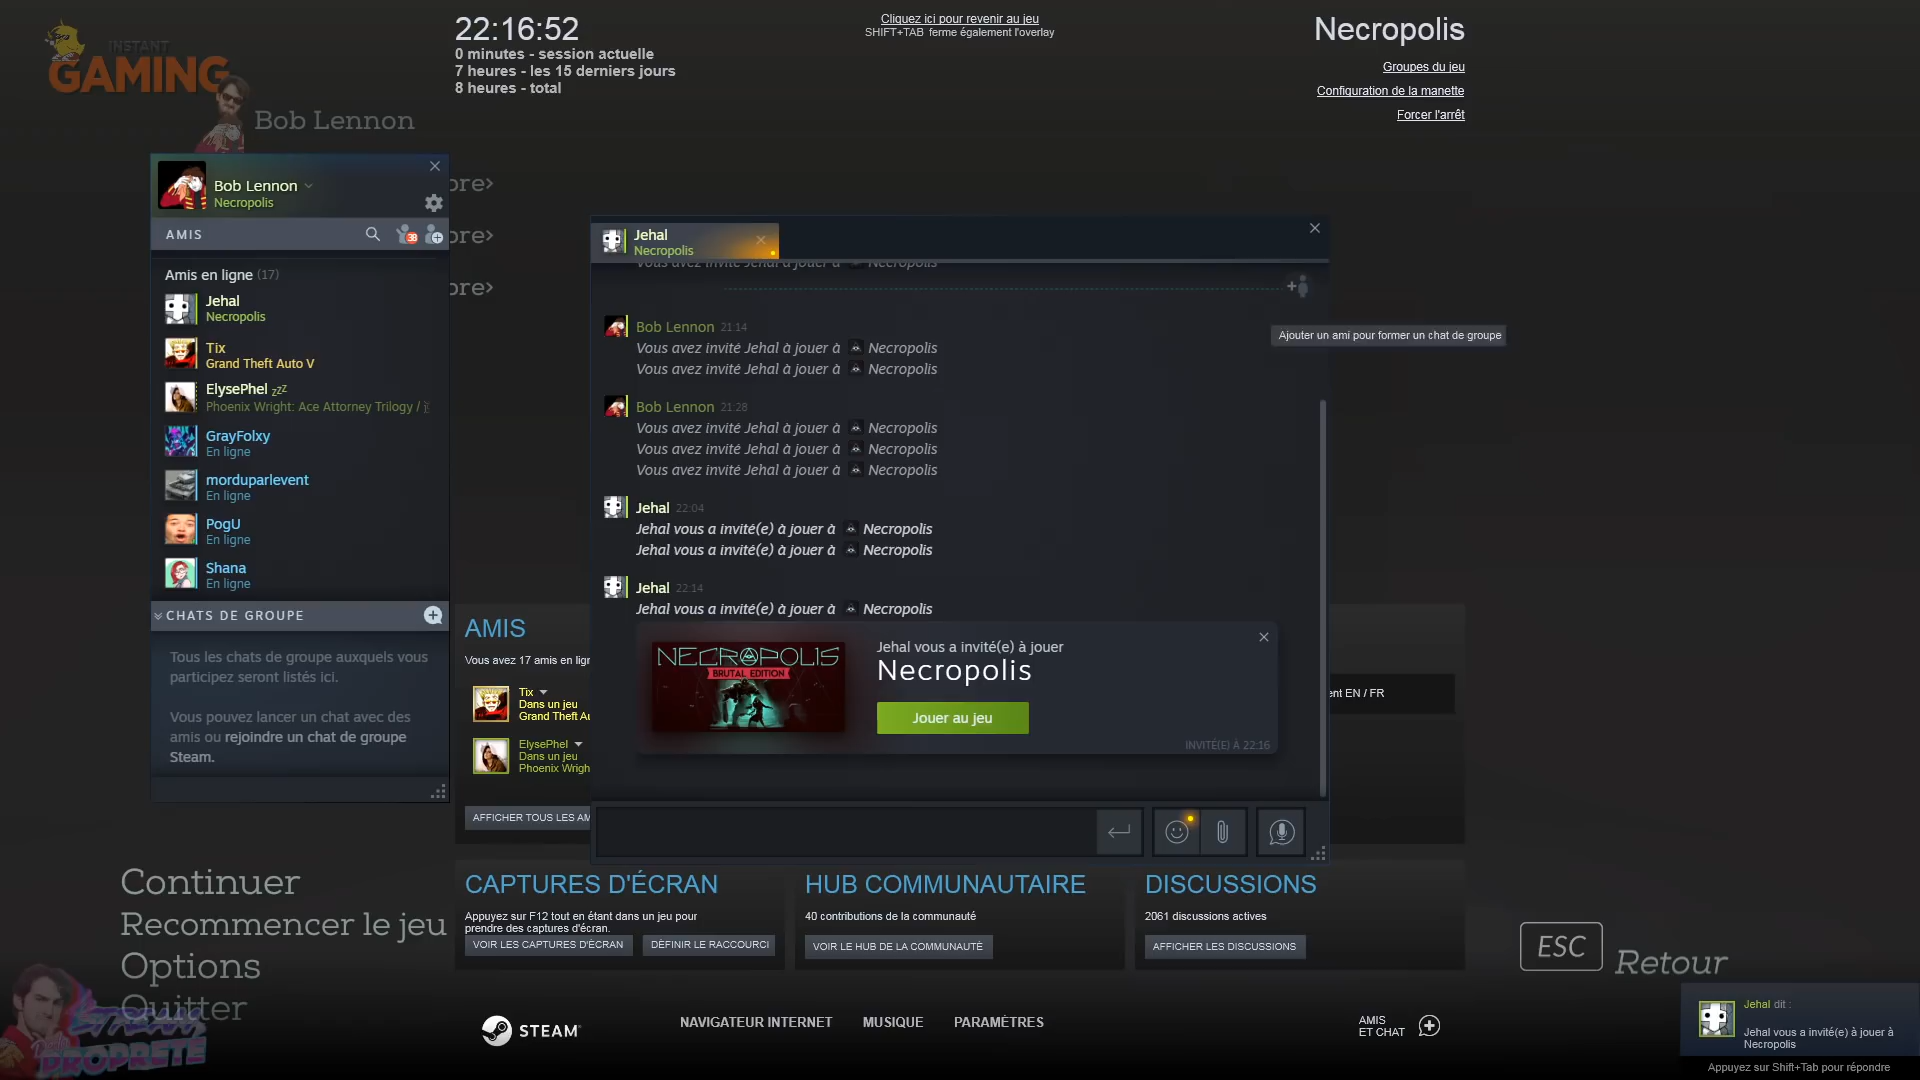 INSTANT
GAMING
Bob Lennon
22:16:52
0 minutes - session actuelle
7 heures - les 15 derniers jours
8 heures - total
Cliquez ici pour revenir au jeu
SHIFT+TAB ferme également l'overlay
Necropolis
Groupes du jeu
Configuration de la manette
Forcer l'arrêt
Bob Lennon
Necropolis
AMIS
38
Amis en ligne (17)
Jehal
Necropolis
Tix
Grand Theft Auto V
ElysePhel zzZ
Phoenix Wright: Ace Attorney Trilogy /
GrayFolxy
En ligne
morduparlevent
En ligne
PogU
En ligne
Shana
En ligne
CHATS DE GROUPE
Tous les chats de groupe auxquels vous
participez seront listés ici.
Vous pouvez lancer un chat avec des
amis ou rejoindre un chat de groupe
Steam.
ore>
ore>
ore>
Jehal
Necropolis
Vous avez invité Jehal à jouer à Necropolis
Ajouter un ami pour former un chat de groupe
Bob Lennon 21:14
Vous avez invité Jehal à jouer à Necropolis
Vous avez invité Jehal à jouer à Necropolis
Bob Lennon 21:28
Vous avez invité Jehal à jouer à Necropolis
Vous avez invité Jehal à jouer à Necropolis
Vous avez invité Jehal à jouer à Necropolis
Jehal 22:04
Jehal vous a invité(e) à jouer à Necropolis
Jehal vous a invité(e) à jouer à Necropolis
Jehal 22:14
Jehal vous a invité(e) à jouer à Necropolis
NECROPOLIS
BRUTAL EDITION
Jehal vous a invité(e) à jouer
Necropolis
Jouer au jeu
INVITÉ(E) À 22:16
AMIS
Vous avez 17 amis en lign
Tix
Dans un jeu
Grand Theft Au
ElysePhel
Dans un jeu
Phoenix Wrigh
AFFICHER TOUS LES AM
ent EN / FR
CAPTURES D'ÉCRAN
Appuyez sur F12 tout en étant dans un jeu pour
prendre des captures d'écran.
VOIR LES CAPTURES D'ÉCRAN
DÉFINIR LE RACCOURCI
HUB COMMUNAUTAIRE
40 contributions de la communauté
VOIR LE HUB DE LA COMMUNAUTÉ
DISCUSSIONS
2061 discussions actives
AFFICHER LES DISCUSSIONS
Continuer
Recommencer le jeu
Options
Quitter
STREAM
PROPRETÉ
ESC
Retour
STEAM
NAVIGATEUR INTERNET
MUSIQUE
PARAMÈTRES
AMIS
ET CHAT
Jehal dit :
Jehal vous a invité(e) à jouer à
Necropolis
Appuyez sur Shift+Tab pour répondre